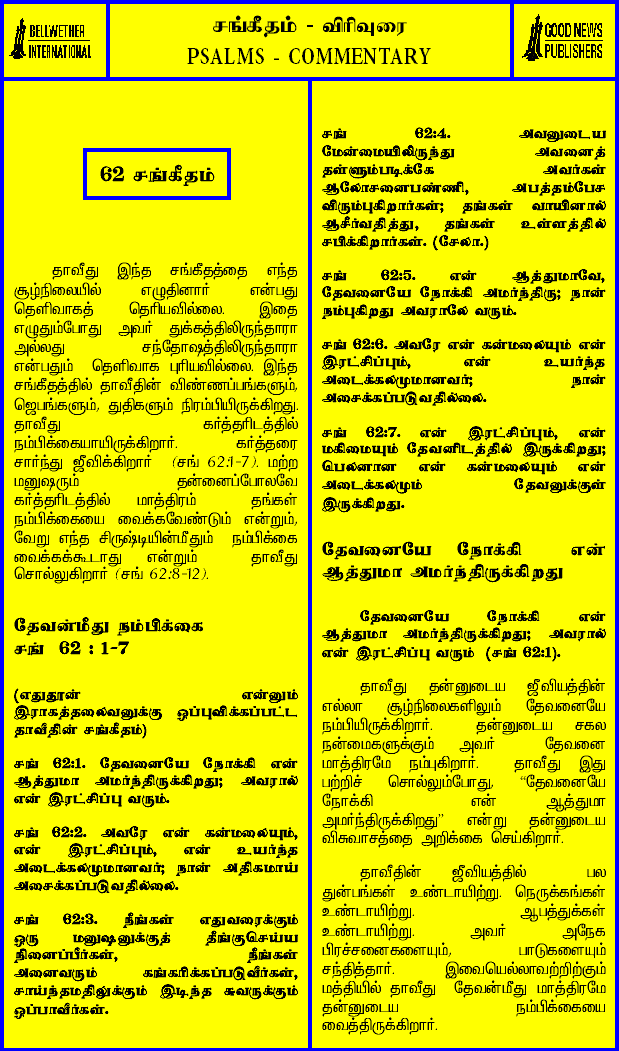 BELLWETHER
INTERNATIONAL
சங்கீதம் - விரிவுரை
PSALMS - COMMENTARY
GOOD NEWS
PUBLISHERS
62 சங்கீதம்
தாவீது இந்த சங்கீதத்தை எந்த
சூழ்நிலையில் எழுதினார் என்பது
தெளிவாகத் தெரியவில்லை. இதை
எழுதும்போது அவர் துக்கத்திலிருந்தாரா
அல்லது சந்தோஷத்திலிருந்தாரா
என்பதும் தெளிவாக புரியவில்லை. இந்த
சங்கீதத்தில் தாவீதின் விண்ணப்பங்களும்,
ஜெபங்களும், துதிகளும் நிரம்பியிருக்கிறது.
தாவீது கர்த்தரிடத்தில்
நம்பிக்கையாயிருக்கிறார். கர்த்தரை
சார்ந்து ஜீவிக்கிறார் (சங் 62:1-7). மற்ற
மனுஷரும் தன்னைப்போலவே
கர்த்தரிடத்தில் மாத்திரம் தங்கள்
நம்பிக்கையை வைக்கவேண்டும் என்றும்,
வேறு எந்த சிருஷ்டியின்மீதும் நம்பிக்கை
வைக்கக்கூடாது என்றும் தாவீது
சொல்லுகிறார் (சங் 62:8-12).
தேவன்மீது நம்பிக்கை
சங் 62 : 1-7
(எதுதூன் என்னும்
இராகத்தலைவனுக்கு ஒப்புவிக்கப்பட்ட
தாவீதின் சங்கீதம்)
சங் 62:1. தேவனையே நோக்கி என்
ஆத்துமா அமர்ந்திருக்கிறது; அவரால்
என் இரட்சிப்பு வரும்.
சங் 62:2. அவரே என் கன்மலையும்,
என் இரட்சிப்பும், என் உயர்ந்த
அடைக்கலமுமானவர்; நான் அதிகமாய்
அசைக்கப்படுவதில்லை.
சங் 62:3. நீங்கள் எதுவரைக்கும்
ஒரு மனுஷனுக்குத் தீங்குசெய்ய
நினைப்பீர்கள், நீங்கள்
அனைவரும் சங்கரிக்கப்படுவீர்கள்,
சாய்ந்தமதிலுக்கும் இடிந்த சுவருக்கும்
ஒப்பாவீர்கள்.
சங் 62:4. அவனுடைய
மேன்மையிலிருந்து அவனைத்
தள்ளும்படிக்கே அவர்கள்
ஆலோசனைபண்ணி, அபத்தம்பேச
விரும்புகிறார்கள்; தங்கள் வாயினால்
ஆசீர்வதித்து, தங்கள் உள்ளத்தில்
சபிக்கிறார்கள். (சேலா.)
சங் 62:5. என் ஆத்துமாவே,
தேவனையே நோக்கி அமர்ந்திரு; நான்
நம்புகிறது அவராலே வரும்.
சங் 62:6. அவரே என் கன்மலையும் என்
இரட்சிப்பும், என் உயர்ந்த
அடைக்கலமுமானவர்; நான்
அசைக்கப்படுவதில்லை.
சங் 62:7. என் இரட்சிப்பும், என்
மகிமையும் தேவனிடத்தில் இருக்கிறது;
பெலனான என் கன்மலையும் என்
அடைக்கலமும் தேவனுக்குள்
இருக்கிறது.
தேவனையே நோக்கி என்
ஆத்துமா அமர்ந்திருக்கிறது
தேவனையே நோக்கி என்
ஆத்துமா அமர்ந்திருக்கிறது; அவரால்
என் இரட்சிப்பு வரும் (சங் 62:1).
தாவீது தன்னுடைய ஜீவியத்தின்
எல்லா சூழ்நிலைகளிலும் தேவனையே
நம்பியிருக்கிறார். தன்னுடைய சகல
நன்மைகளுக்கும் அவர் தேவனை
மாத்திரமே நம்புகிறார். தாவீது இது
பற்றிச் சொல்லும்போது, “தேவனையே
நோக்கி என் ஆத்துமா
அமர்ந்திருக்கிறது” என்று தன்னுடைய
விசுவாசத்தை அறிக்கை செய்கிறார்.
தாவீதின் ஜீவியத்தில் பல
துன்பங்கள் உண்டாயிற்று. நெருக்கங்கள்
உண்டாயிற்று. ஆபத்துக்கள்
உண்டாயிற்று. அவர் அநேக
பிரச்சனைகளையும், பாடுகளையும்
சந்தித்தார். இவையெல்லாவற்றிற்கும்
மத்தியில் தாவீது தேவன்மீது மாத்திரமே
தன்னுடைய நம்பிக்கையை
வைத்திருக்கிறார்.